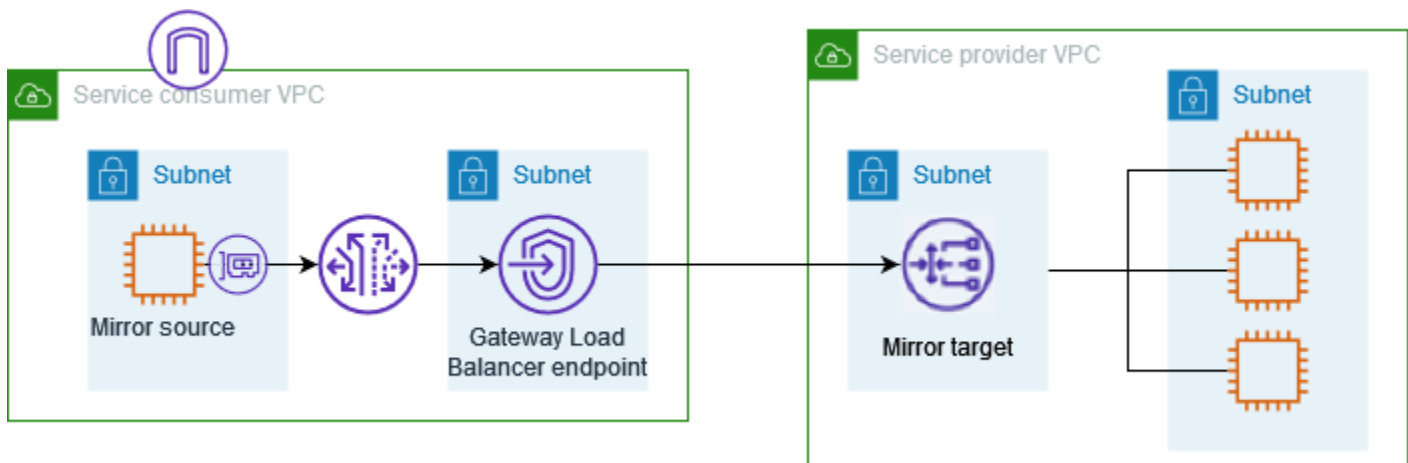 Service consumer VPC
Subnet
Mirror source
Subnet
Gateway Load
Balancer endpoint
Service provider VPC
Subnet
Mirror target
Subnet